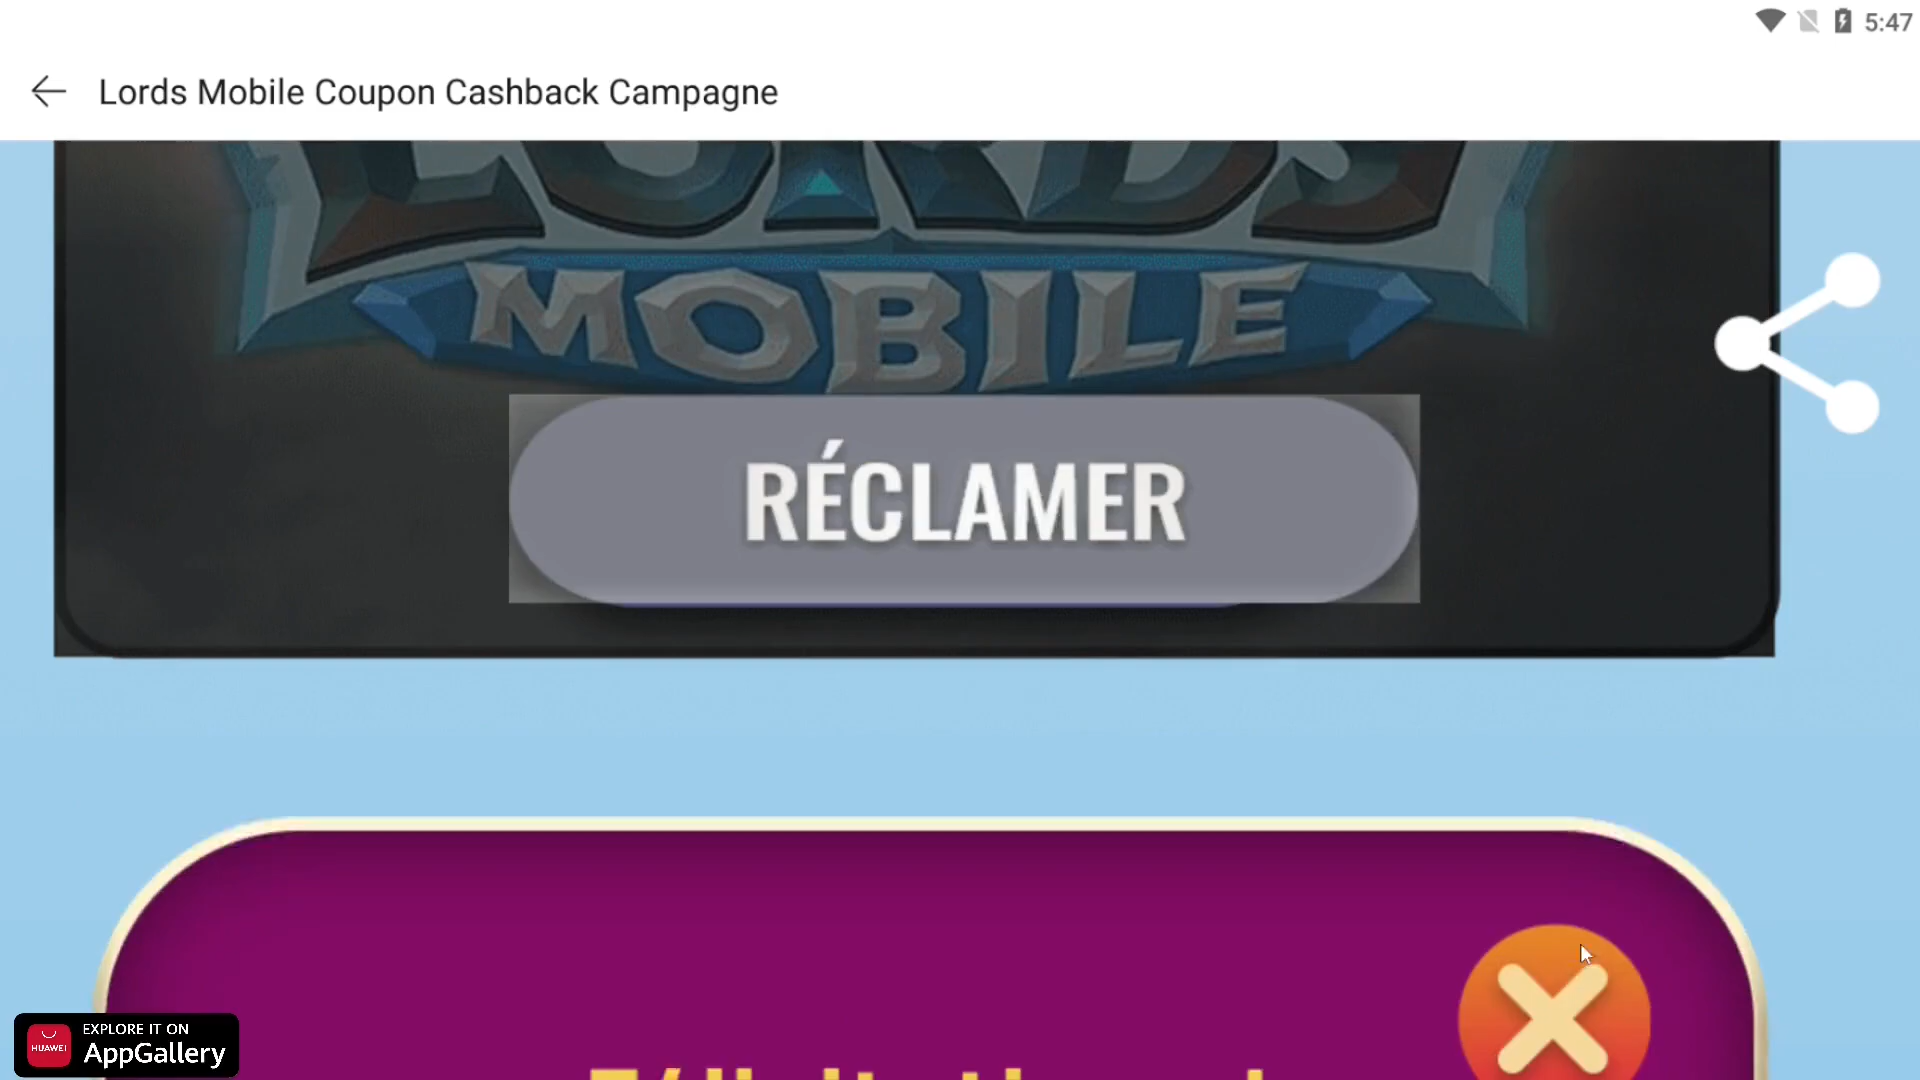 5:47
Lords Mobile Coupon Cashback Campagne
LORDS
MOBILE
RÉCLAMER
EXPLORE IT ON
HUAWEI
AppGallery